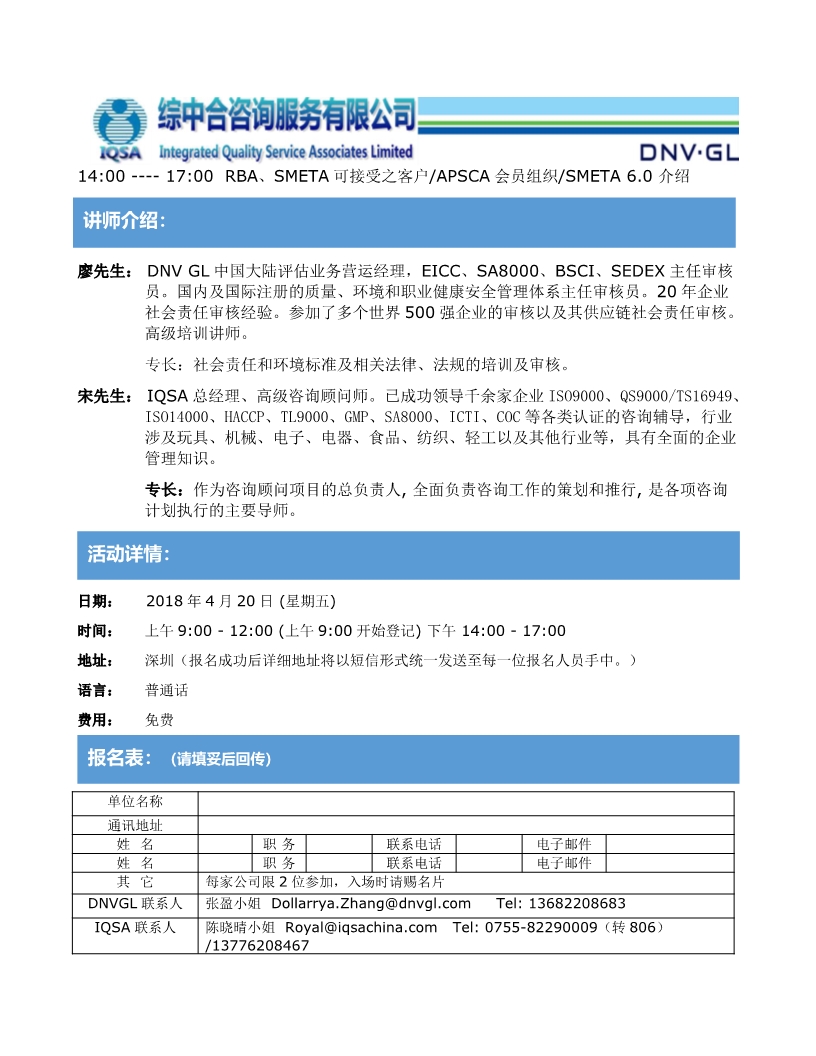 综中合咨询服务有限公司
IQSA Integrated Quality Service Associates Limited
DNV·GL
14:00 ---- 17:00 RBA、SMETA 可接受之客户/APSCA 会员组织/SMETA 6.0 介绍
讲师介绍：
廖先生： DNV GL 中国大陆评估业务营运经理，EICC、SA8000、BSCI、SEDEX 主任审核
员。国内及国际注册的质量、环境和职业健康安全管理体系主任审核员。20 年企业
社会责任审核经验。参加了多个世界 500 强企业的审核以及其供应链社会责任审核。
高级培训讲师。
专长：社会责任和环境标准及相关法律、法规的培训及审核。
宋先生： IQSA 总经理、高级咨询顾问师。已成功领导千余家企业 ISO9000、QS9000/TS16949、
ISO14000、HACCP、TL9000、GMP、SA8000、ICTI、COC 等各类认证的咨询辅导，行业
涉及玩具、机械、电子、电器、食品、纺织、轻工以及其他行业等，具有全面的企业
管理知识。
专长：作为咨询顾问项目的总负责人, 全面负责咨询工作的策划和推行, 是各项咨询
计划执行的主要导师。
活动详情：
日期： 2018 年 4 月 20 日 (星期五)
时间： 上午 9:00 - 12:00 (上午 9:00 开始登记) 下午 14:00 - 17:00
地址： 深圳（报名成功后详细地址将以短信形式统一发送至每一位报名人员手中。）
语言： 普通话
费用： 免费
报名表： (请填妥后回传)
单位名称
通讯地址
姓 名 职 务 联系电话 电子邮件
姓 名 职 务 联系电话 电子邮件
其 它 每家公司限 2 位参加，入场时请赐名片
DNVGL 联系人 张盈小姐 Dollarrya.Zhang@dnvgl.com Tel: 13682208683
IQSA 联系人 陈晓晴小姐 Royal@iqsachina.com Tel: 0755-82290009（转 806）
/13776208467